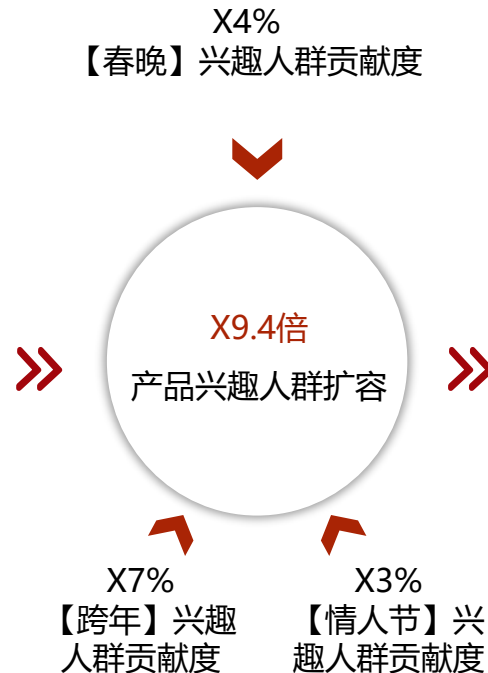 X4%
【春晚】兴趣人群贡献度
X9.4倍
产品兴趣人群扩容
X7%
【跨年】兴趣
人群贡献度
X3%
【情人节】兴
趣人群贡献度